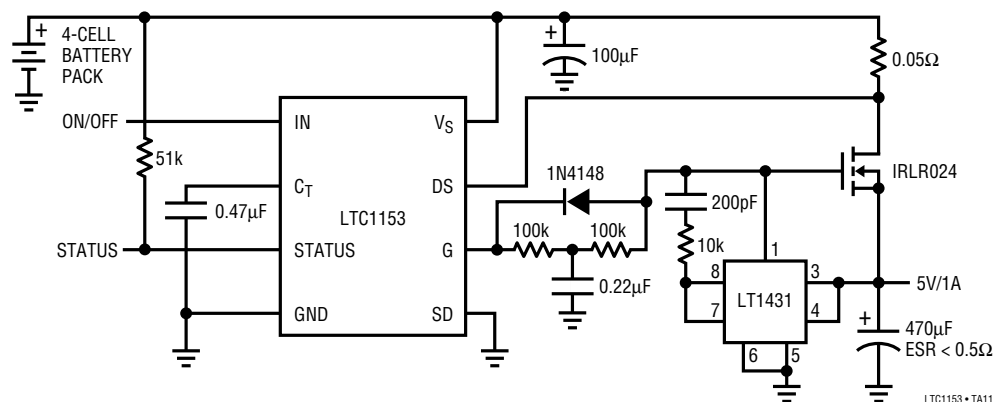 +
4-CELL
BATTERY
PACK
+
100μF
0.05Ω
ON/OFF
IN
VS
51k
CT
DS
1N4148
IRLR024
0.47μF
LTC1153
200pF
100k
100k
10k
1
STATUS
STATUS
G
8
3
5V/1A
0.22μF
LT1431
7
4
GND
SD
+
470μF
ESR < 0.5Ω
6
5
LTC1153 • TA11